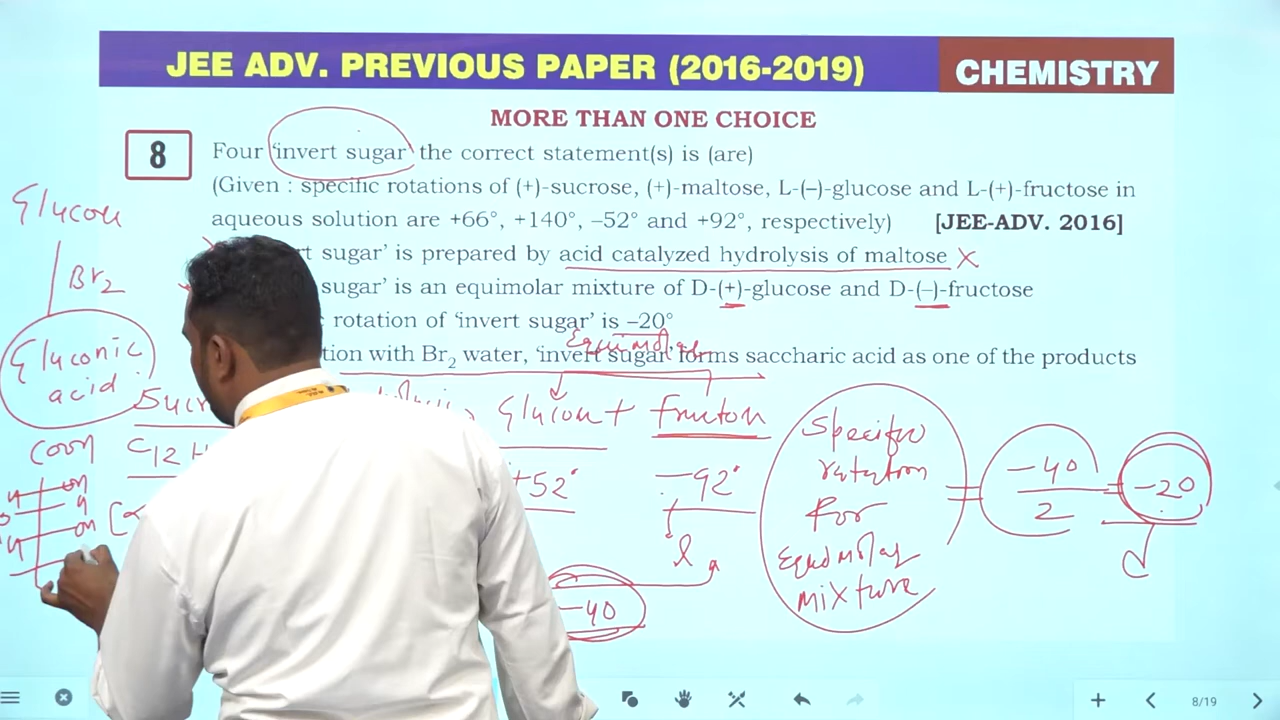 JEE ADV. PREVIOUS PAPER (2016-2019)
CHEMISTRY
MORE THAN ONE CHOICE
8
Four 'invert sugar' the correct statement(s) is (are)
(Given : specific rotations of (+)-sucrose, (+)-maltose, L-(–)-glucose and L-(+)-fructose in
aqueous solution are +66°, +140°, –52° and +92°, respectively) [JEE-ADV. 2016]
sugar' is prepared by acid catalyzed hydrolysis of maltose X
sugar' is an equimolar mixture of D-(+)-glucose and D-(–)-fructose
rotation of 'invert sugar' is –20°
Equimolar
with Br2 water, 'invert sugar' forms saccharic acid as one of the products
Glucose
Br2
Gluconic
acid
COOH
C12H
Glucose + fructose
+52°
-92°
-40
Specific
rotation
For
Equimolar
mixture
= -40/2 = -20
8/19